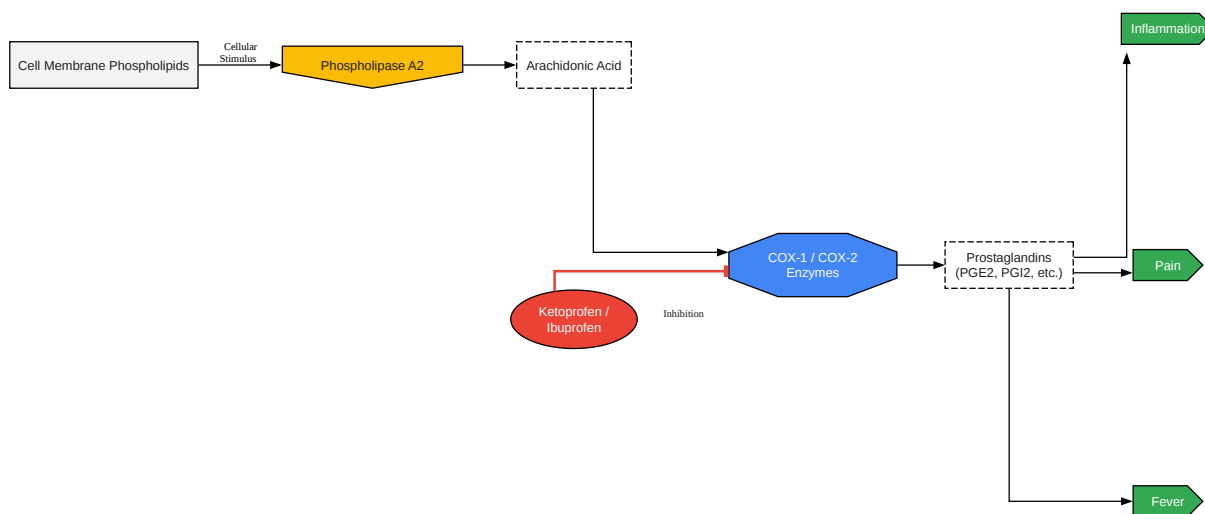 Inflammation
Cellular
Stimulus
Cell Membrane Phospholipids
Phospholipase A2
Arachidonic Acid
COX-1 / COX-2
Enzymes
Prostaglandins
(PGE2, PGI2, etc.)
Pain
Ketoprofen /
Ibuprofen
Inhibition
Fever